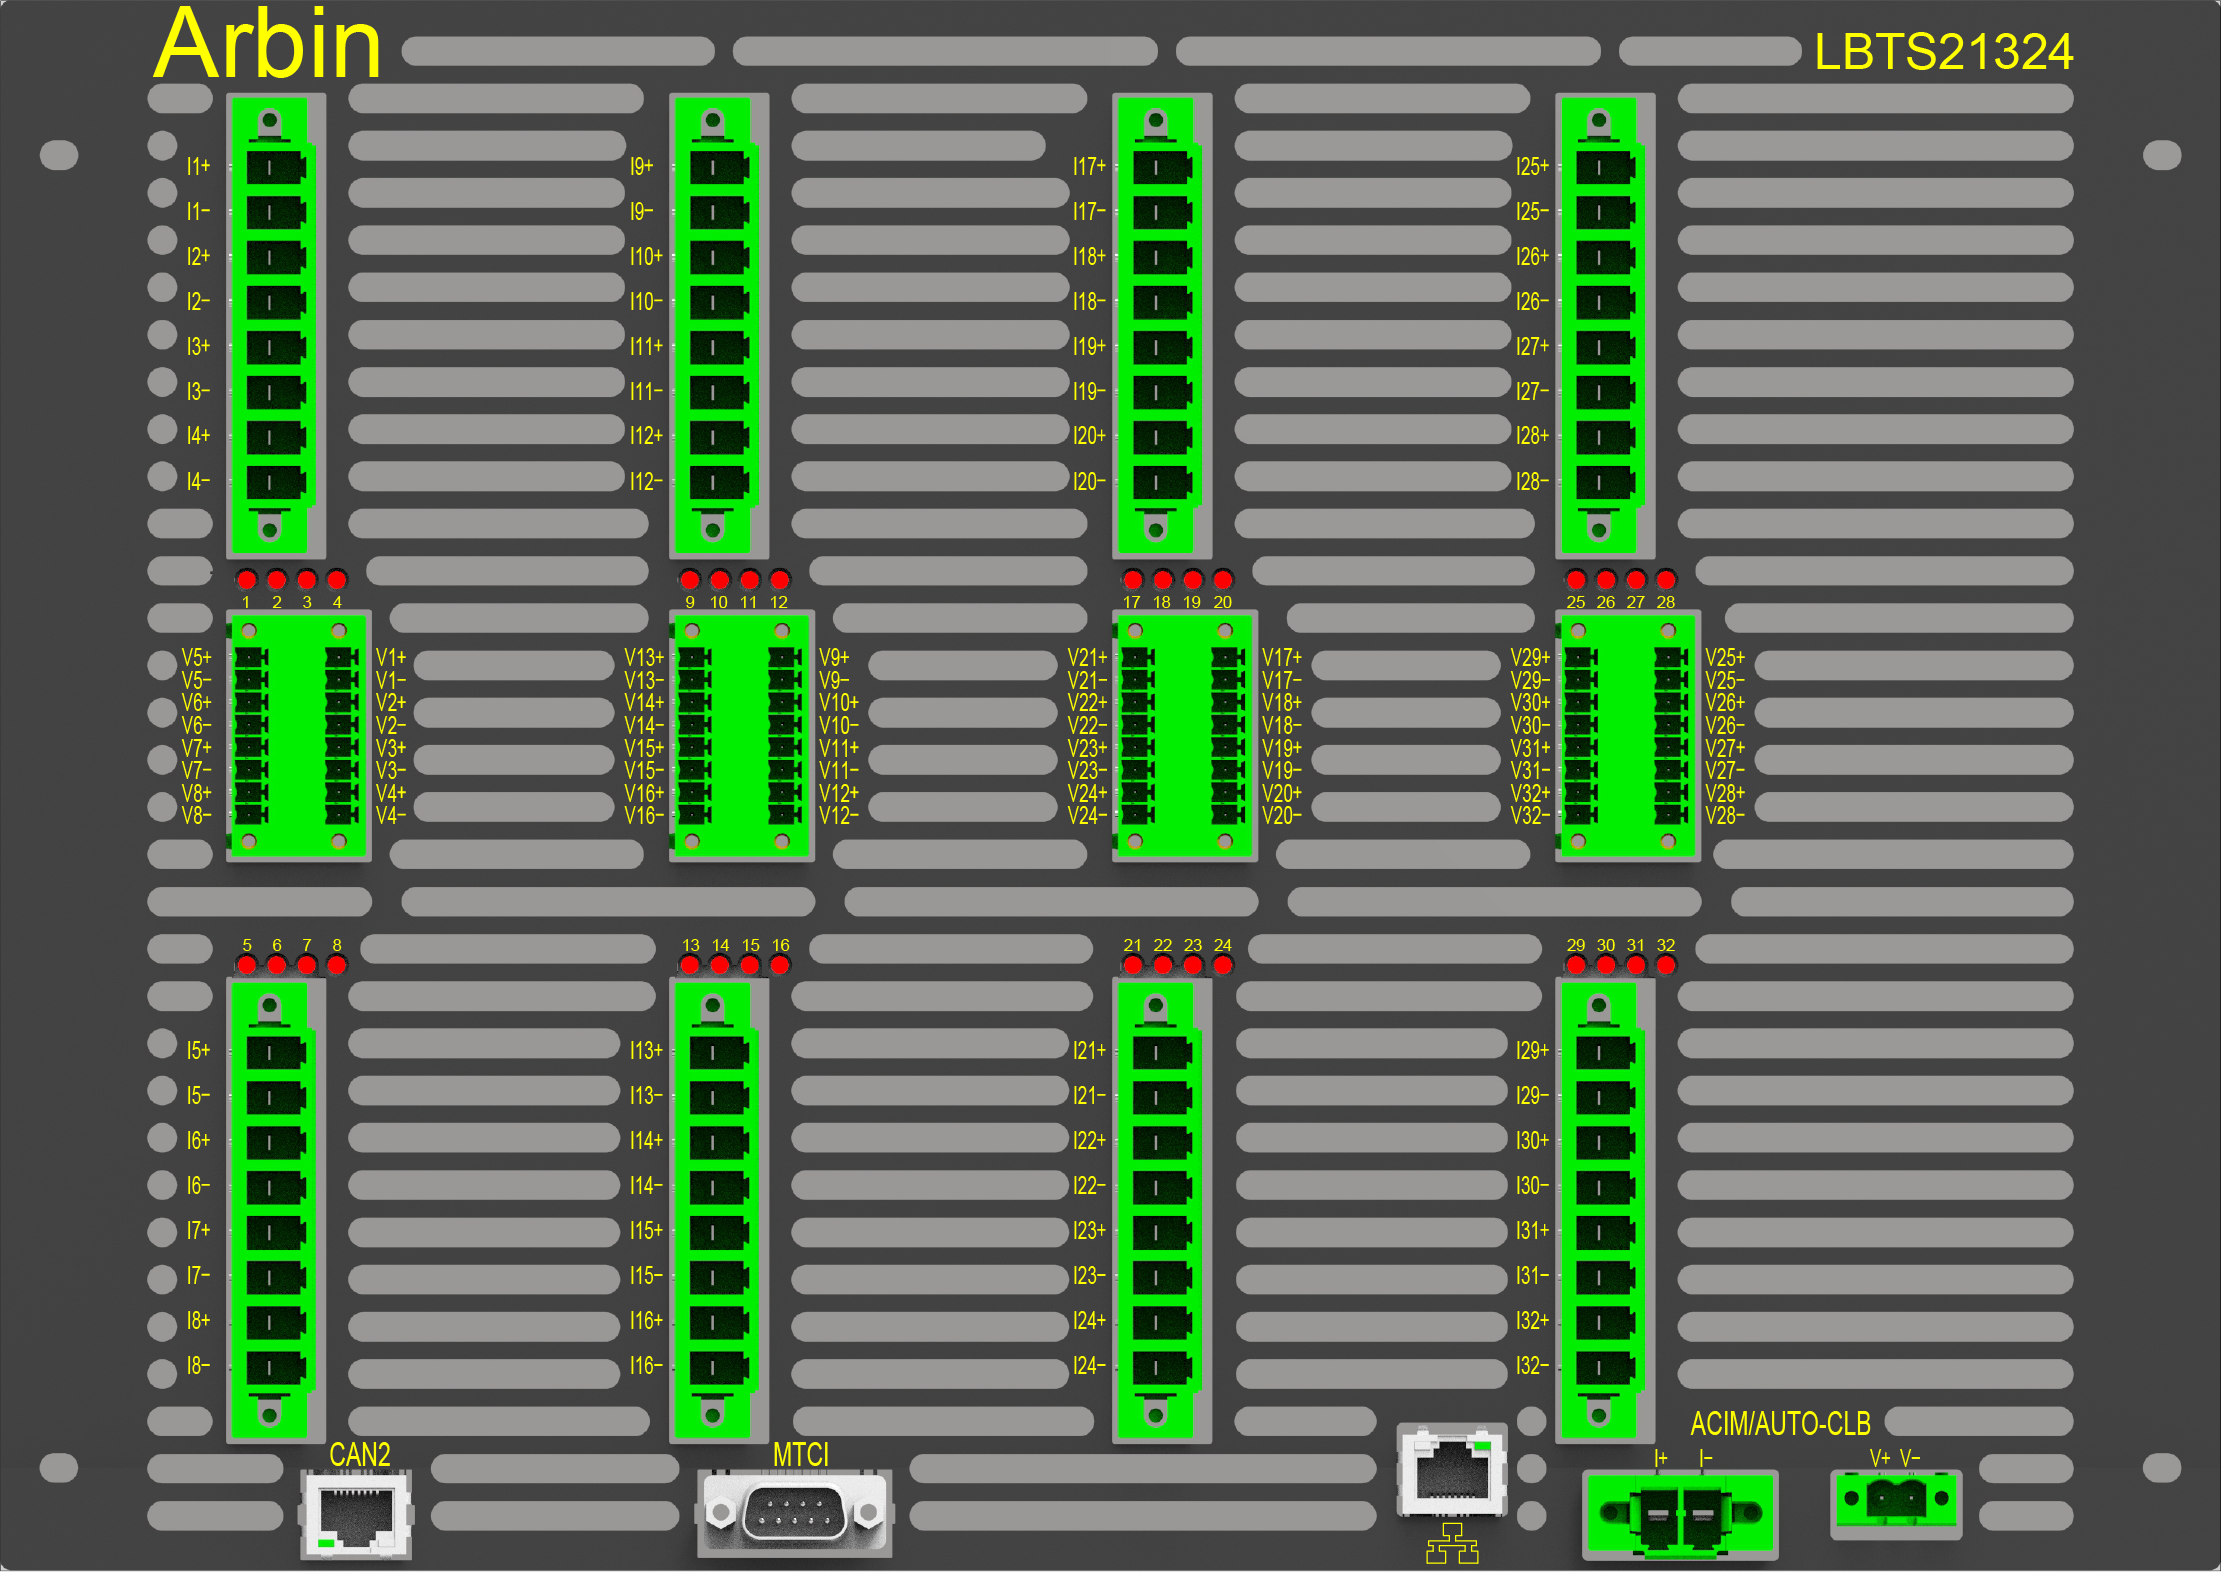 Arbin
LBTS21324
I1+ I9+ I17+ I25+
I1- I9- I17- I25-
I2+ I10+ I18+ I26+
I2- I10- I18- I26-
I3+ I11+ I19+ I27+
I3- I11- I19- I27-
I4+ I12+ I20+ I28+
I4- I12- I20- I28-
1 2 3 4 9 10 11 12 17 18 19 20 25 26 27 28
V5+ V1+ V13+ V9+ V21+ V17+ V29+ V25+
V5- V1- V13- V9- V21- V17- V29- V25-
V6+ V2+ V14+ V10+ V22+ V18+ V30+ V26+
V6- V2- V14- V10- V22- V18- V30- V26-
V7+ V3+ V15+ V11+ V23+ V19+ V31+ V27+
V7- V3- V15- V11- V23- V19- V31- V27-
V8+ V4+ V16+ V12+ V24+ V20+ V32+ V28+
V8- V4- V16- V12- V24- V20- V32- V28-
5 6 7 8 13 14 15 16 21 22 23 24 29 30 31 32
I5+ I13+ I21+ I29+
I5- I13- I21- I29-
I6+ I14+ I22+ I30+
I6- I14- I22- I30-
I7+ I15+ I23+ I31+
I7- I15- I23- I31-
I8+ I16+ I24+ I32+
I8- I16- I24- I32-
ACIM/AUTO-CLB
CAN2 MTCI I+ I- V+ V-